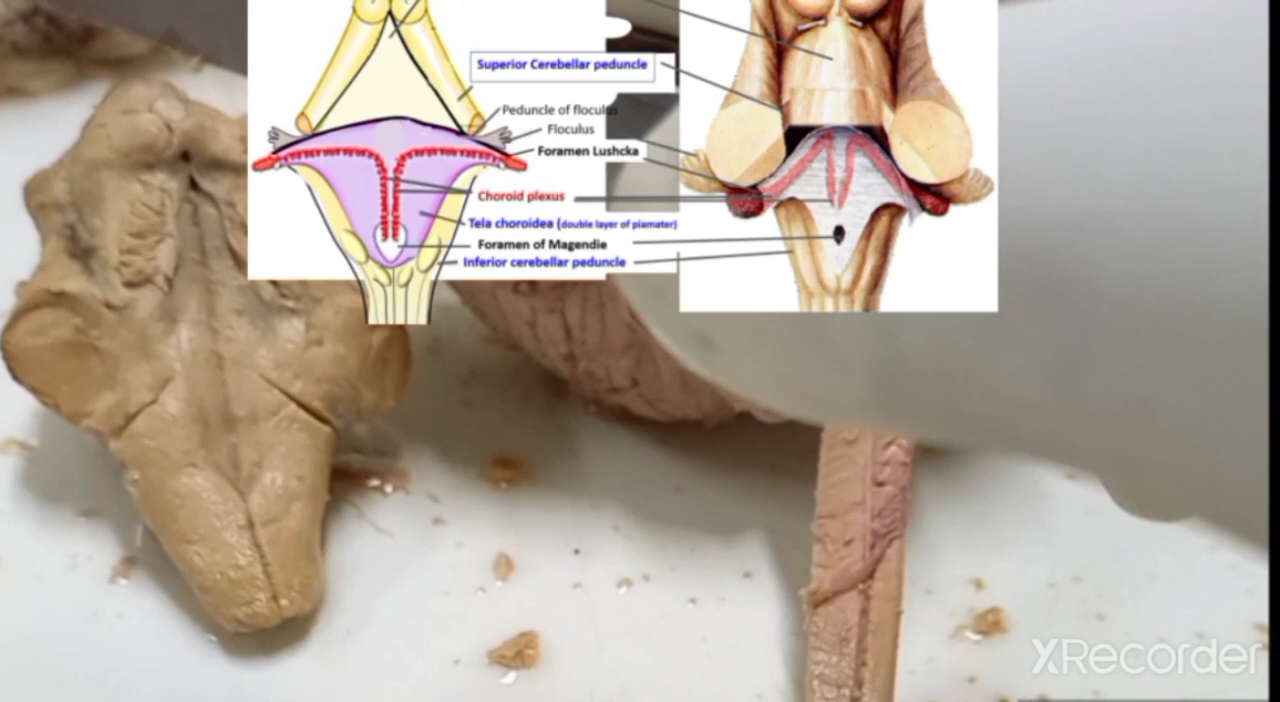 Superior Cerebellar peduncle
Peduncle of floculus
Floculus
Foramen Lushcka
Choroid plexus
Tela choroidea (double layer of piamater)
Foramen of Magendie
Inferior cerebellar peduncle
XRecorder